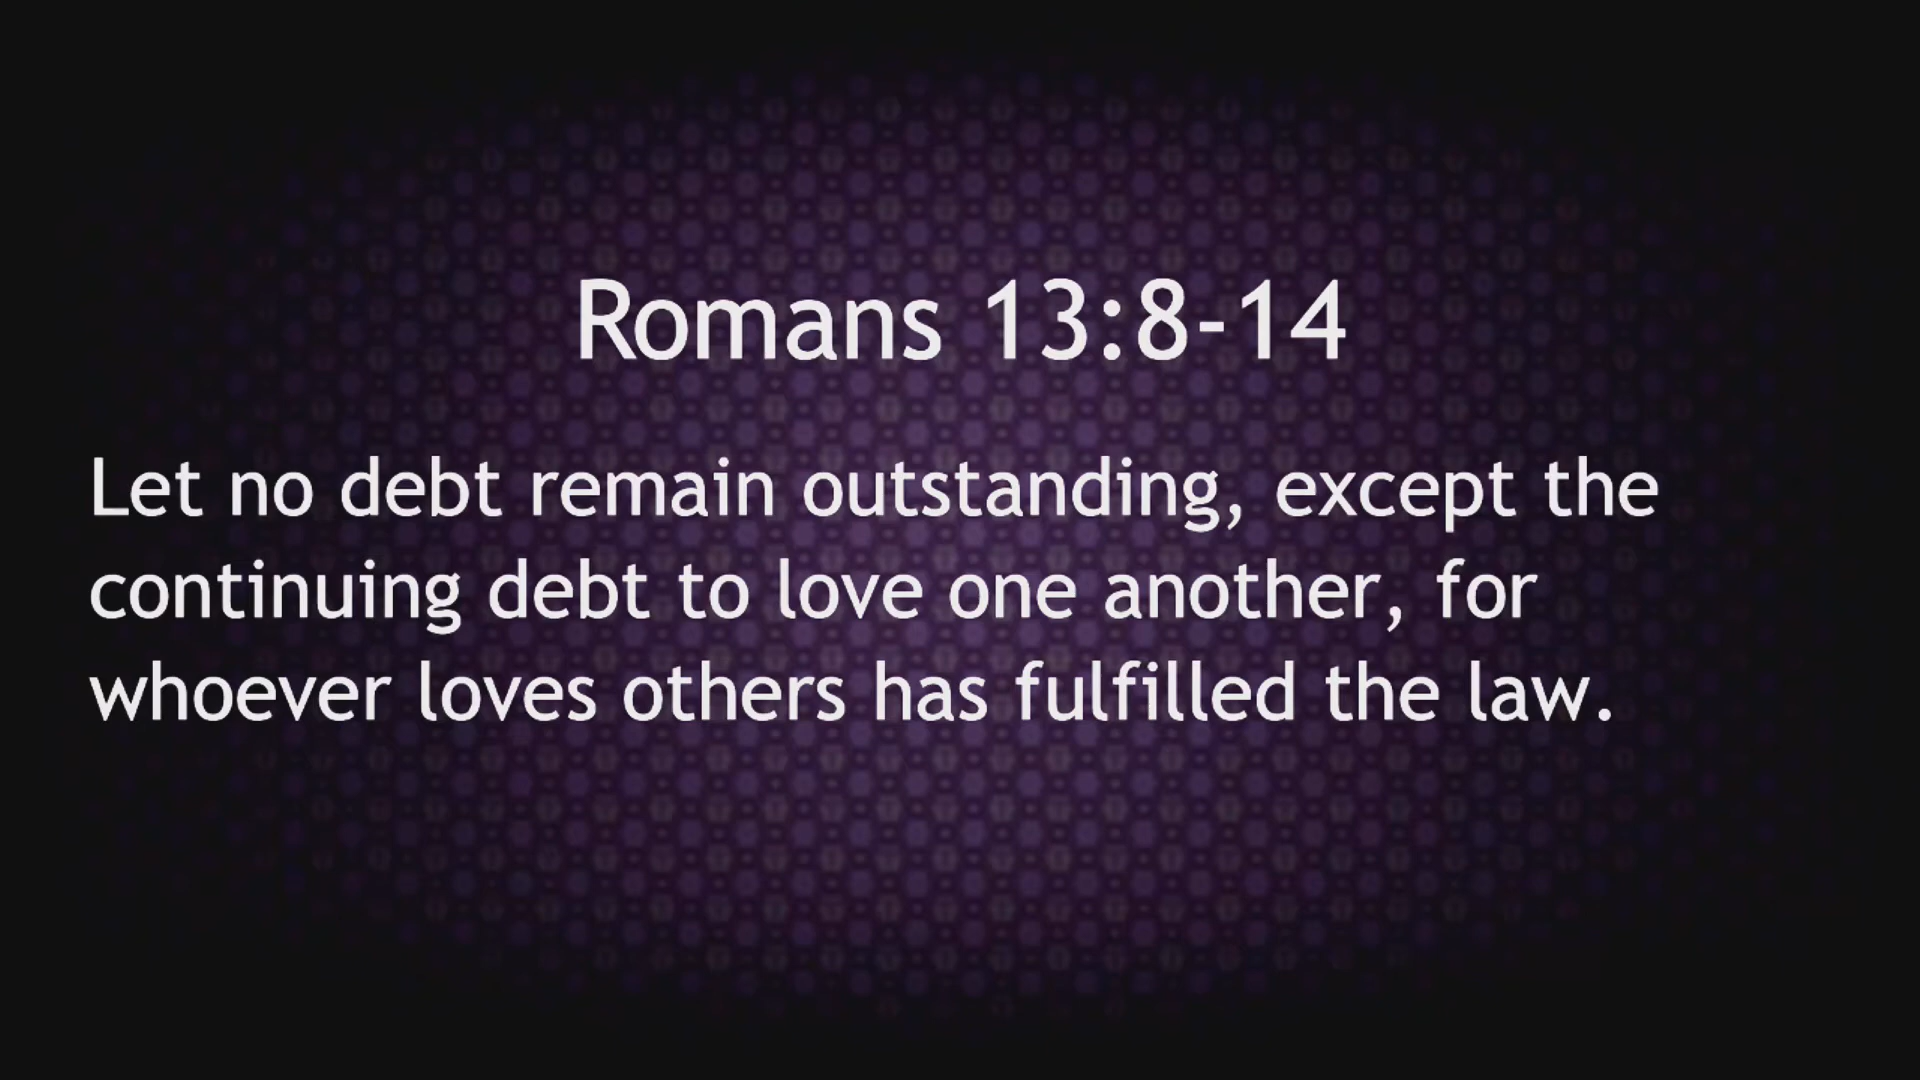 Romans 13:8-14
Let no debt remain outstanding, except the
continuing debt to love one another, for
whoever loves others has fulfilled the law.